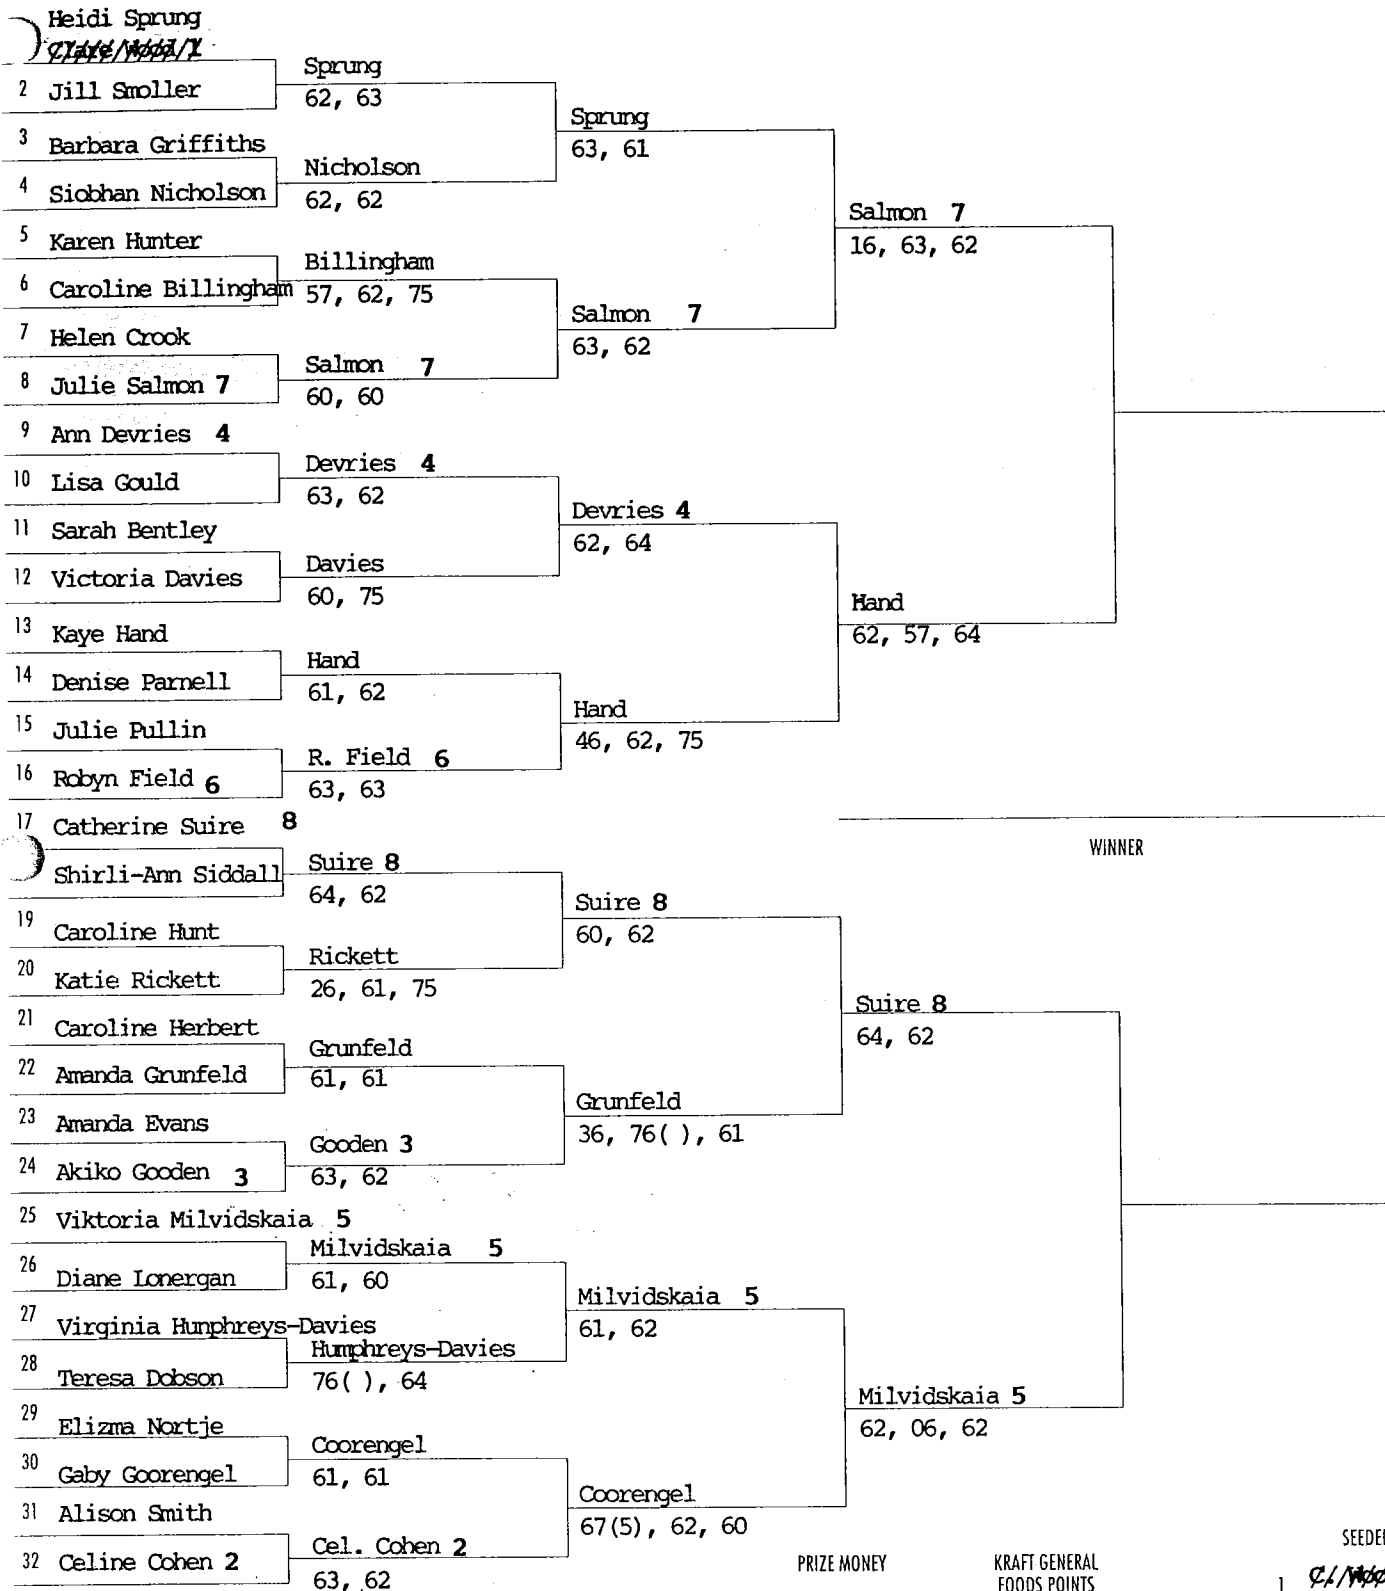 Heidi Sprung
Clare Wood/1
Sprung
2 Jill Smoller
62, 63
Sprung
63, 61
3 Barbara Griffiths
Nicholson
4 Siobhan Nicholson
62, 62
Salmon 7
16, 63, 62
5 Karen Hunter
Billingham
6 Caroline Billingham
57, 62, 75
Salmon 7
63, 62
7 Helen Crook
Salmon 7
8 Julie Salmon 7
60, 60
9 Ann Devries 4
Devries 4
10 Lisa Gould
63, 62
Devries 4
62, 64
11 Sarah Bentley
Davies
12 Victoria Davies
60, 75
Hand
62, 57, 64
13 Kaye Hand
Hand
14 Denise Parnell
61, 62
Hand
46, 62, 75
15 Julie Pullin
R. Field 6
16 Robyn Field 6
63, 63
17 Catherine Suire 8
WINNER
Suire 8
Shirli-Ann Siddall
64, 62
Suire 8
60, 62
19 Caroline Hunt
Rickett
20 Katie Rickett
26, 61, 75
Suire 8
64, 62
21 Caroline Herbert
Grunfeld
22 Amanda Grunfeld
61, 61
Grunfeld
36, 76( ), 61
23 Amanda Evans
Gooden 3
24 Akiko Gooden 3
63, 62
25 Viktoria Milvidskaia 5
Milvidskaia 5
26 Diane Lonergan
61, 60
Milvidskaia 5
61, 62
27 Virginia Hunphreys-Davies
Humphreys-Davies
28 Teresa Dobson
76( ), 64
Milvidskaia 5
62, 06, 62
29 Elizma Nortje
Coorengel
30 Gaby Goorengel
61, 61
Coorengel
67(5), 62, 60
31 Alison Smith
Cel. Cohen 2
32 Celine Cohen 2
63, 62
PRIZE MONEY
KRAFT GENERAL
FOODS POINTS
SEEDE
1